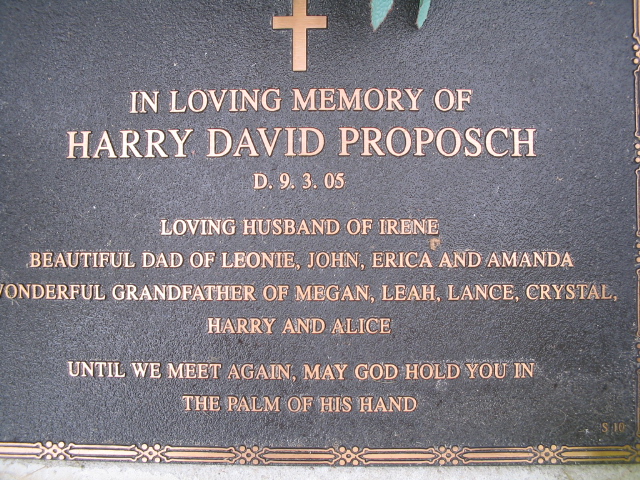 IN LOVING MEMORY OF
HARRY DAVID PROPOSCH
D. 9. 3. 05
LOVING HUSBAND OF IRENE
BEAUTIFUL DAD OF LEONIE, JOHN, ERICA AND AMANDA
WONDERFUL GRANDFATHER OF MEGAN, LEAH, LANCE, CRYSTAL,
HARRY AND ALICE
UNTIL WE MEET AGAIN, MAY GOD HOLD YOU IN
THE PALM OF HIS HAND
S 10